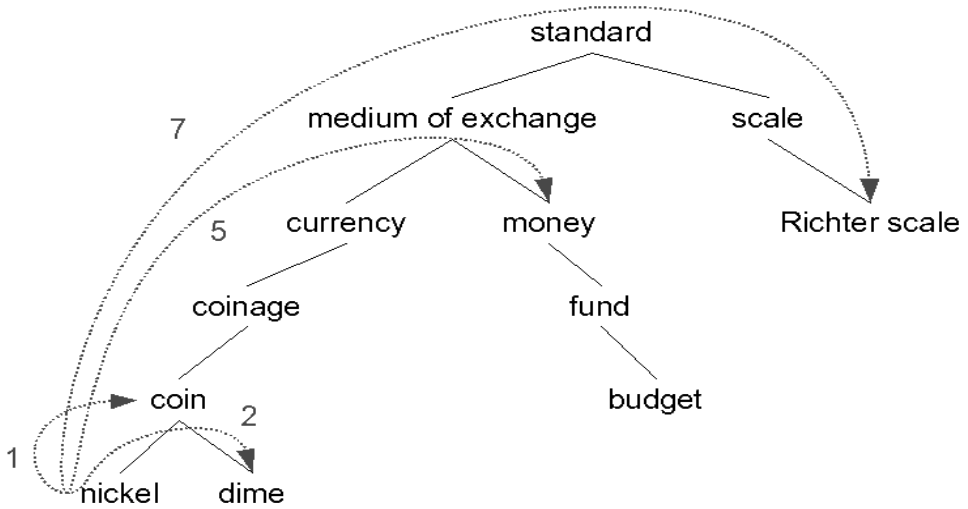 standard
7
medium of exchange scale
5 currency money Richter scale
coinage fund
coin 2 budget
1
nickel dime